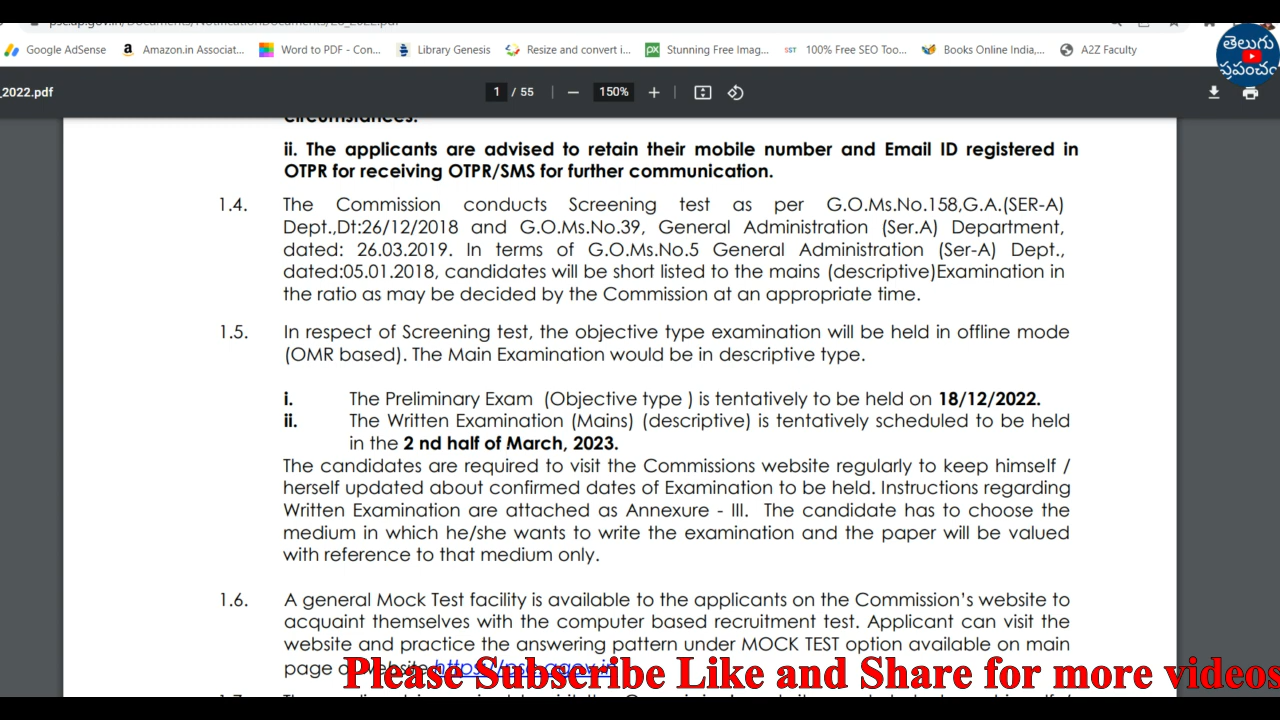 psc.ap.gov.in/Documents/NotificationDocuments/28_2022.pdf
Google AdSense Amazon.in Associat... Word to PDF - Con... Library Genesis Resize and convert i... Stunning Free Imag... SST 100% Free SEO Too... Books Online India,... A2Z Faculty
తెలుగు
ప్రపంచం
_2022.pdf 1 / 55 — 150% +
circumstances.
ii. The applicants are advised to retain their mobile number and Email ID registered in
OTPR for receiving OTPR/SMS for further communication.
1.4. The Commission conducts Screening test as per G.O.Ms.No.158,G.A.(SER-A)
Dept.,Dt:26/12/2018 and G.O.Ms.No.39, General Administration (Ser.A) Department,
dated: 26.03.2019. In terms of G.O.Ms.No.5 General Administration (Ser-A) Dept.,
dated:05.01.2018, candidates will be short listed to the mains (descriptive)Examination in
the ratio as may be decided by the Commission at an appropriate time.
1.5. In respect of Screening test, the objective type examination will be held in offline mode
(OMR based). The Main Examination would be in descriptive type.
i. The Preliminary Exam (Objective type ) is tentatively to be held on 18/12/2022.
ii. The Written Examination (Mains) (descriptive) is tentatively scheduled to be held
in the 2 nd half of March, 2023.
The candidates are required to visit the Commissions website regularly to keep himself /
herself updated about confirmed dates of Examination to be held. Instructions regarding
Written Examination are attached as Annexure - III. The candidate has to choose the
medium in which he/she wants to write the examination and the paper will be valued
with reference to that medium only.
1.6. A general Mock Test facility is available to the applicants on the Commission's website to
acquaint themselves with the computer based recruitment test. Applicant can visit the
website and practice the answering pattern under MOCK TEST option available on main
page
Please Subscribe Like and Share for more videos